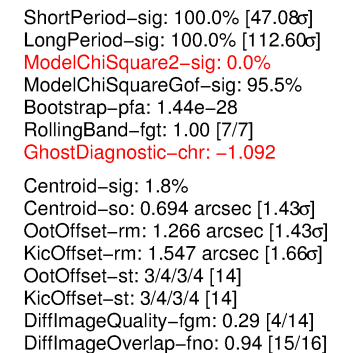 ShortPeriod−sig: 100.0% [47.08σ]
LongPeriod−sig: 100.0% [112.60σ]
ModelChiSquare2−sig: 0.0%
ModelChiSquareGof−sig: 95.5%
Bootstrap−pfa: 1.44e−28
RollingBand−fgt: 1.00 [7/7]
GhostDiagnostic−chr: −1.092
Centroid−sig: 1.8%
Centroid−so: 0.694 arcsec [1.43σ]
OotOffset−rm: 1.266 arcsec [1.43σ]
KicOffset−rm: 1.547 arcsec [1.66σ]
OotOffset−st: 3/4/3/4 [14]
KicOffset−st: 3/4/3/4 [14]
DiffImageQuality−fgm: 0.29 [4/14]
DiffImageOverlap−fno: 0.94 [15/16]